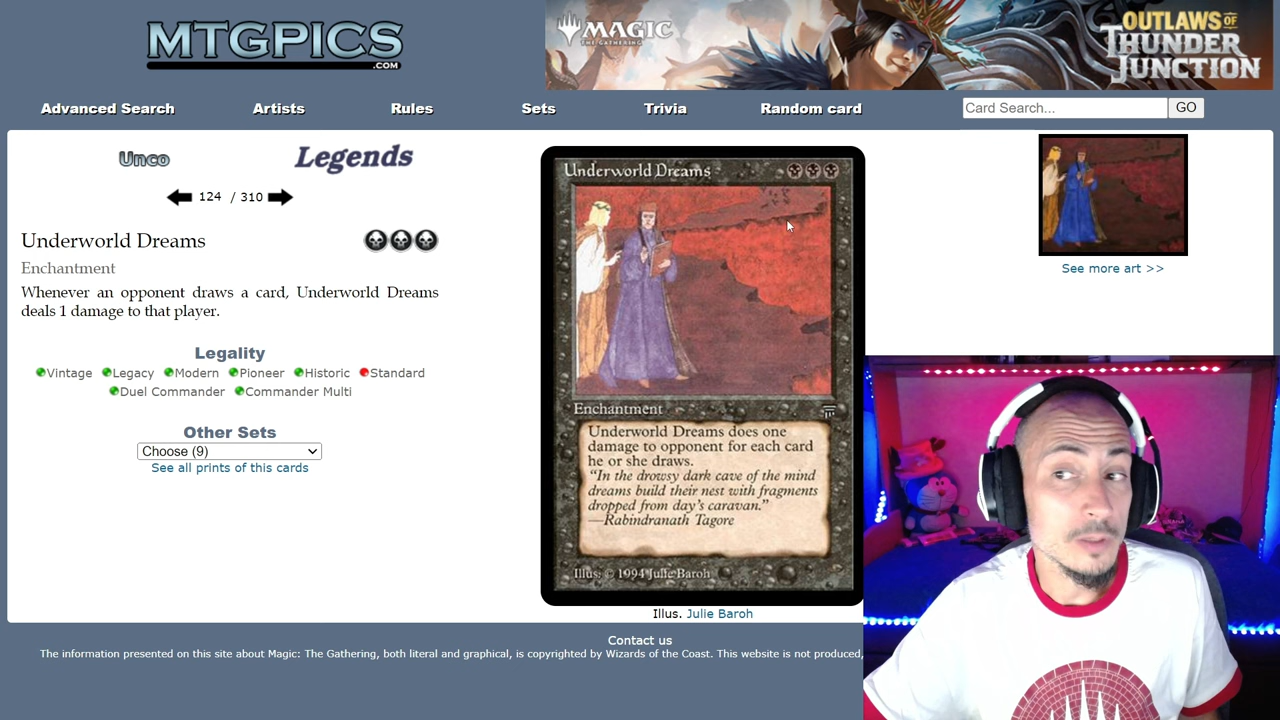 MTGPICS
.COM
MAGIC
THE GATHERING
OUTLAWS OF
THUNDER
JUNCTION
Advanced Search Artists Rules Sets Trivia Random card Card Search... GO
Unco Legends
124 / 310
Underworld Dreams
Enchantment
Whenever an opponent draws a card, Underworld Dreams
deals 1 damage to that player.
Legality
Vintage Legacy Modern Pioneer Historic Standard
Duel Commander Commander Multi
Other Sets
Choose (9)
See all prints of this cards
Underworld Dreams
Enchantment
Underworld Dreams does one
damage to opponent for each card
he or she draws.
"In the drowsy dark cave of the mind
dreams build their nest with fragments
dropped from day's caravan."
—Rabindranath Tagore
Illus. © 1994 Julie Baroh
Illus. Julie Baroh
See more art >>
Contact us
The information presented on this site about Magic: The Gathering, both literal and graphical, is copyrighted by Wizards of the Coast. This website is not produced,